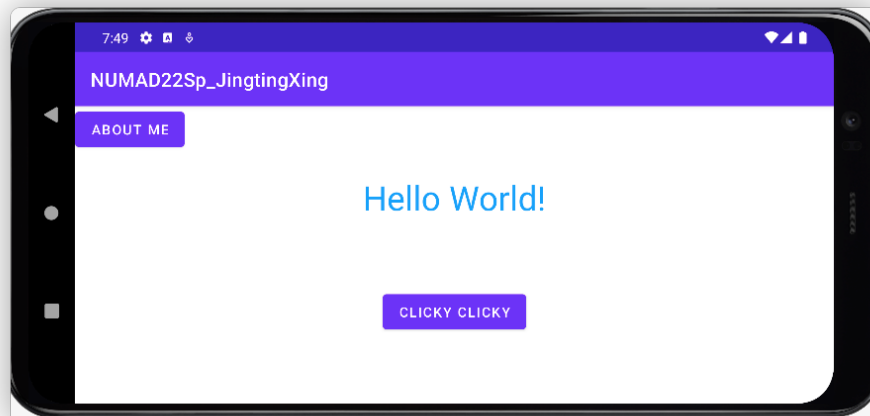 7:49
NUMAD22Sp_JingtingXing
ABOUT ME
Hello World!
CLICKY CLICKY